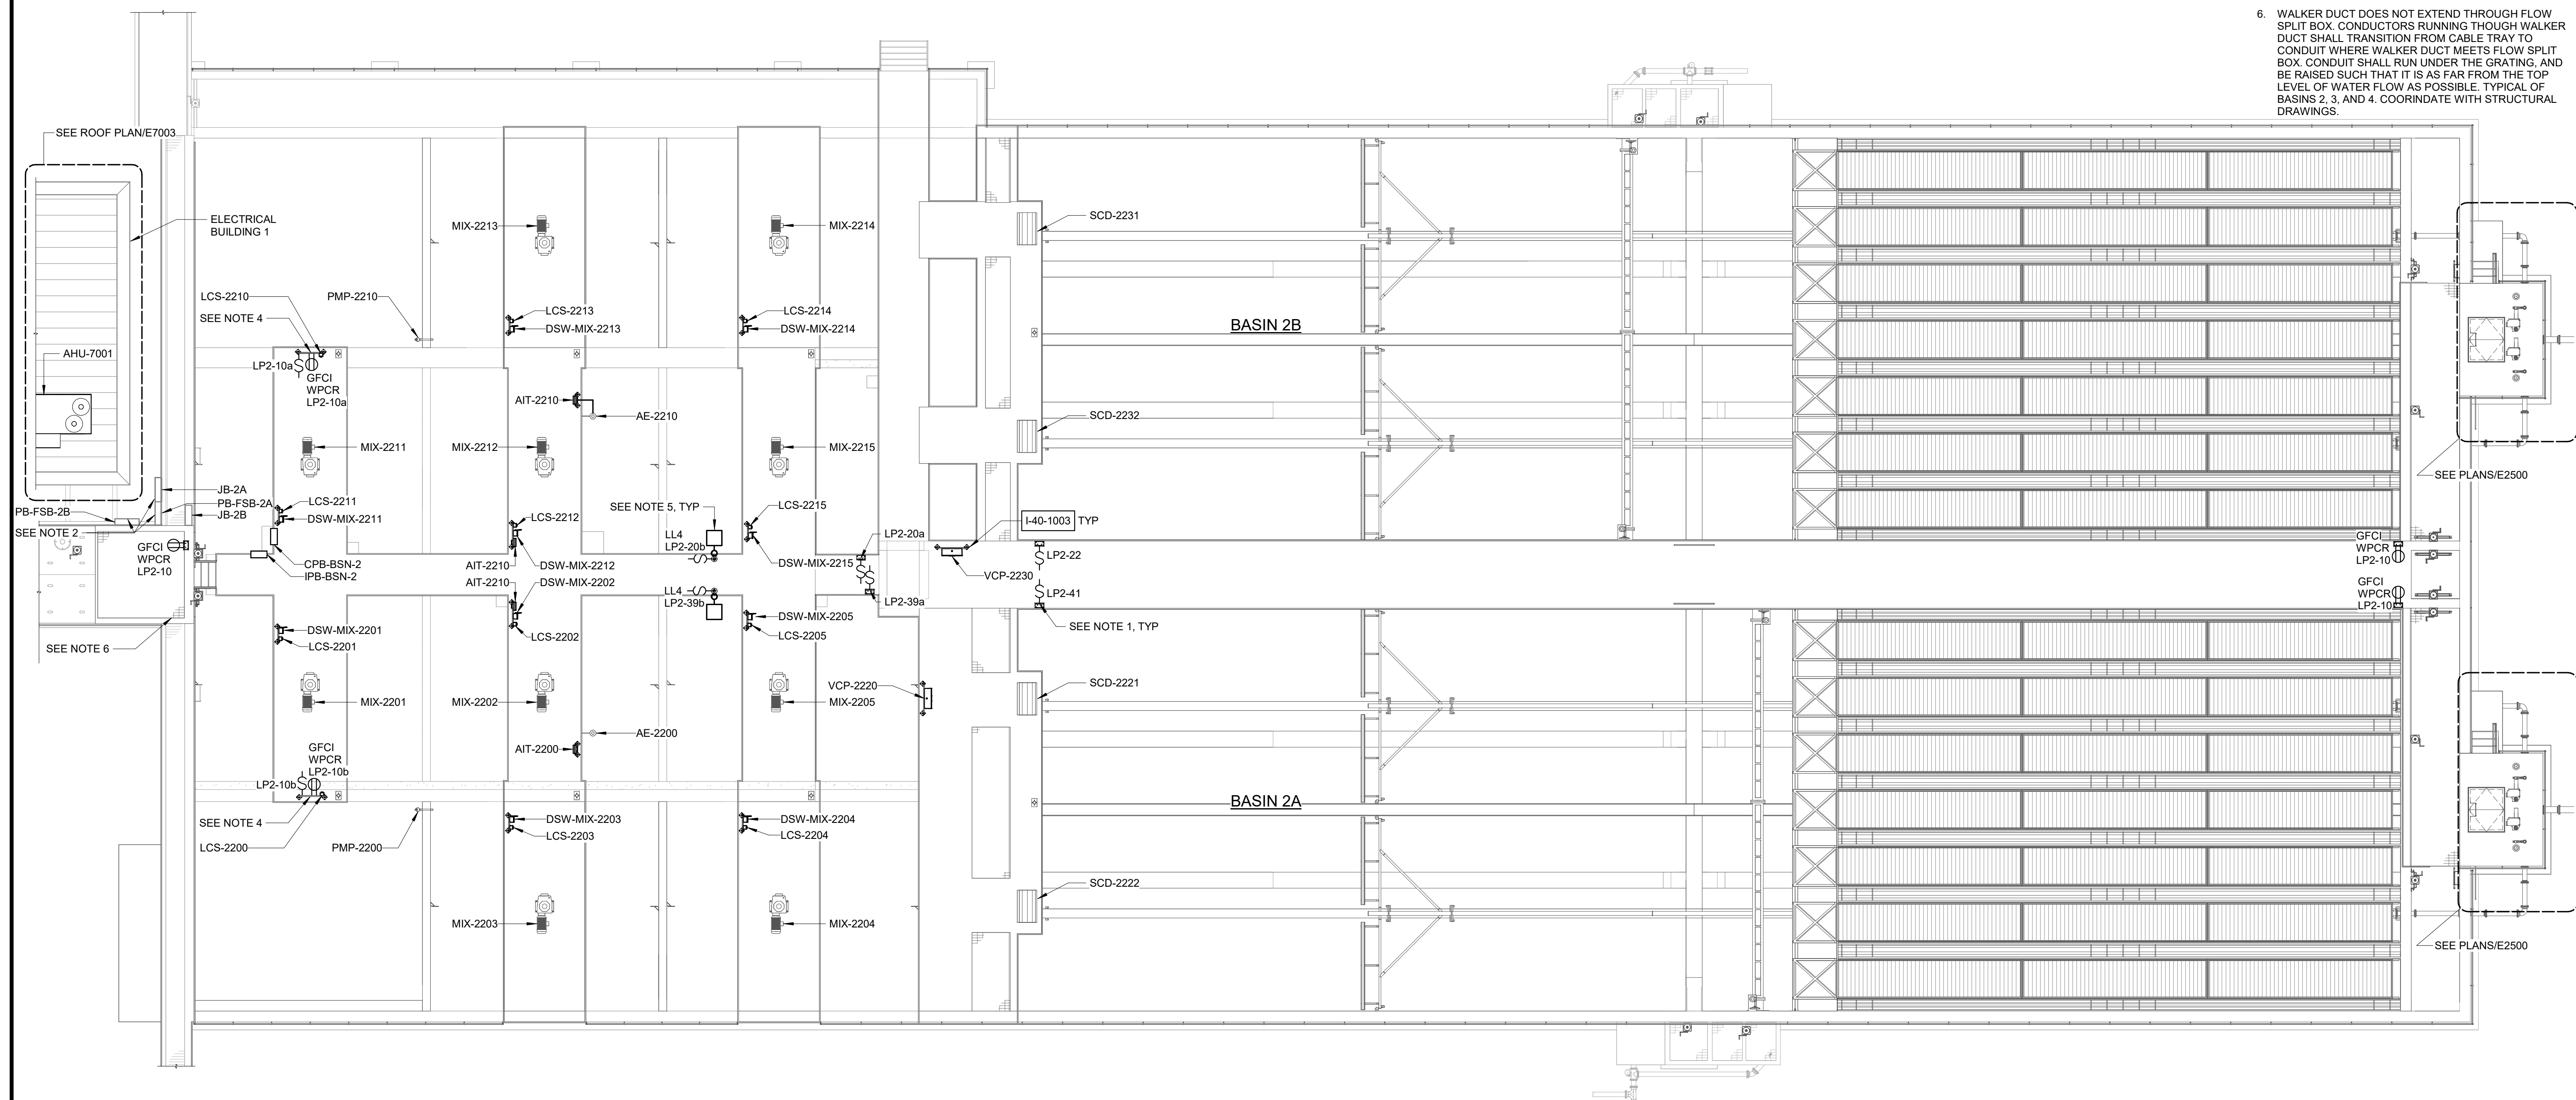 6. WALKER DUCT DOES NOT EXTEND THROUGH FLOW
SPLIT BOX. CONDUCTORS RUNNING THOUGH WALKER
DUCT SHALL TRANSITION FROM CABLE TRAY TO
CONDUIT WHERE WALKER DUCT MEETS FLOW SPLIT
BOX. CONDUIT SHALL RUN UNDER THE GRATING, AND
BE RAISED SUCH THAT IT IS AS FAR FROM THE TOP
LEVEL OF WATER FLOW AS POSSIBLE. TYPICAL OF
BASINS 2, 3, AND 4. COORINDATE WITH STRUCTURAL
DRAWINGS.
SEE ROOF PLAN/E7003
ELECTRICAL
BUILDING 1
MIX-2213
MIX-2214
SCD-2231
LCS-2210
PMP-2210
SEE NOTE 4
LCS-2213
DSW-MIX-2213
LCS-2214
DSW-MIX-2214
BASIN 2B
AHU-7001
LP2-10a
GFCI
WPCR
LP2-10a
AIT-2210
AE-2210
SCD-2232
MIX-2211
MIX-2212
MIX-2215
SEE PLANS/E2500
JB-2A
PB-FSB-2A
JB-2B
PB-FSB-2B
SEE NOTE 2
LCS-2211
DSW-MIX-2211
SEE NOTE 5, TYP
LCS-2215
LCS-2212
I-40-1003 TYP
LL4
LP2-20b
LP2-20a
GFCI
WPCR
LP2-10
CPB-BSN-2
IPB-BSN-2
AIT-2210
DSW-MIX-2212
DSW-MIX-2215
VCP-2230
LP2-22
GFCI
WPCR
LP2-10
AIT-2210
DSW-MIX-2202
LL4
LP2-39b
LP2-39a
LP2-41
GFCI
WPCR
LP2-10
DSW-MIX-2201
LCS-2201
LCS-2202
DSW-MIX-2205
LCS-2205
SEE NOTE 1, TYP
SEE NOTE 6
VCP-2220
SCD-2221
MIX-2201
MIX-2202
MIX-2205
AE-2200
AIT-2200
GFCI
WPCR
LP2-10b
LP2-10b
BASIN 2A
SEE NOTE 4
DSW-MIX-2203
LCS-2203
DSW-MIX-2204
LCS-2204
LCS-2200
PMP-2200
SCD-2222
MIX-2203
MIX-2204
SEE PLANS/E2500